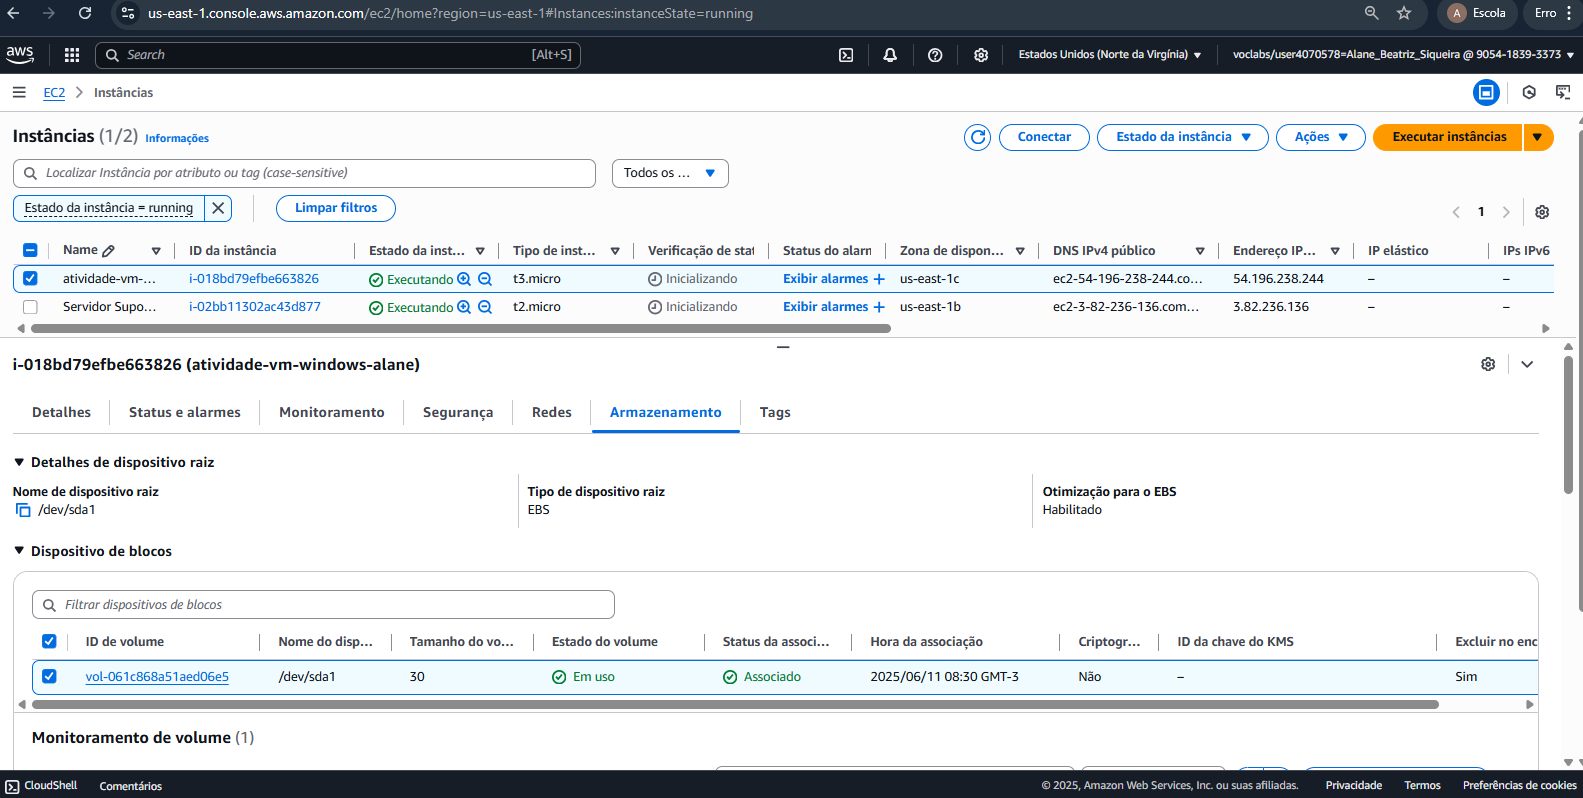 us-east-1.console.aws.amazon.com/ec2/home?region=us-east-1#Instances:instanceState=running
A Escola
Erro
aws
Search
[Alt+S]
Estados Unidos (Norte da Virgínia)
voclabs/user4070578=Alane_Beatriz_Siqueira @ 9054-1839-3373
EC2
Instâncias
Instâncias (1/2) Informações
Conectar
Estado da instância
Ações
Executar instâncias
Localizar Instância por atributo ou tag (case-sensitive)
Todos os ...
Estado da instância = running
Limpar filtros
1
Name ID da instância Estado da inst... Tipo de inst... Verificação de stat Status do alarn Zona de dispon... DNS IPv4 público Endereço IP... IP elástico IPs IPv6
atividade-vm-... i-018bd79efbe663826 Executando t3.micro Inicializando Exibir alarmes + us-east-1c ec2-54-196-238-244.co... 54.196.238.244 – –
Servidor Supo... i-02bb11302ac43d877 Executando t2.micro Inicializando Exibir alarmes + us-east-1b ec2-3-82-236-136.com... 3.82.236.136 – –
i-018bd79efbe663826 (atividade-vm-windows-alane)
Detalhes
Status e alarmes
Monitoramento
Segurança
Redes
Armazenamento
Tags
Detalhes de dispositivo raiz
Nome de dispositivo raiz
/dev/sda1
Tipo de dispositivo raiz
EBS
Otimização para o EBS
Habilitado
Dispositivo de blocos
Filtrar dispositivos de blocos
ID de volume Nome do disp... Tamanho do vo... Estado do volume Status da associ... Hora da associação Criptogr... ID da chave do KMS Excluir no enc
vol-061c868a51aed06e5 /dev/sda1 30 Em uso Associado 2025/06/11 08:30 GMT-3 Não – Sim
Monitoramento de volume (1)
CloudShell
Comentários
© 2025, Amazon Web Services, Inc. ou suas afiliadas.
Privacidade
Termos
Preferências de cookies